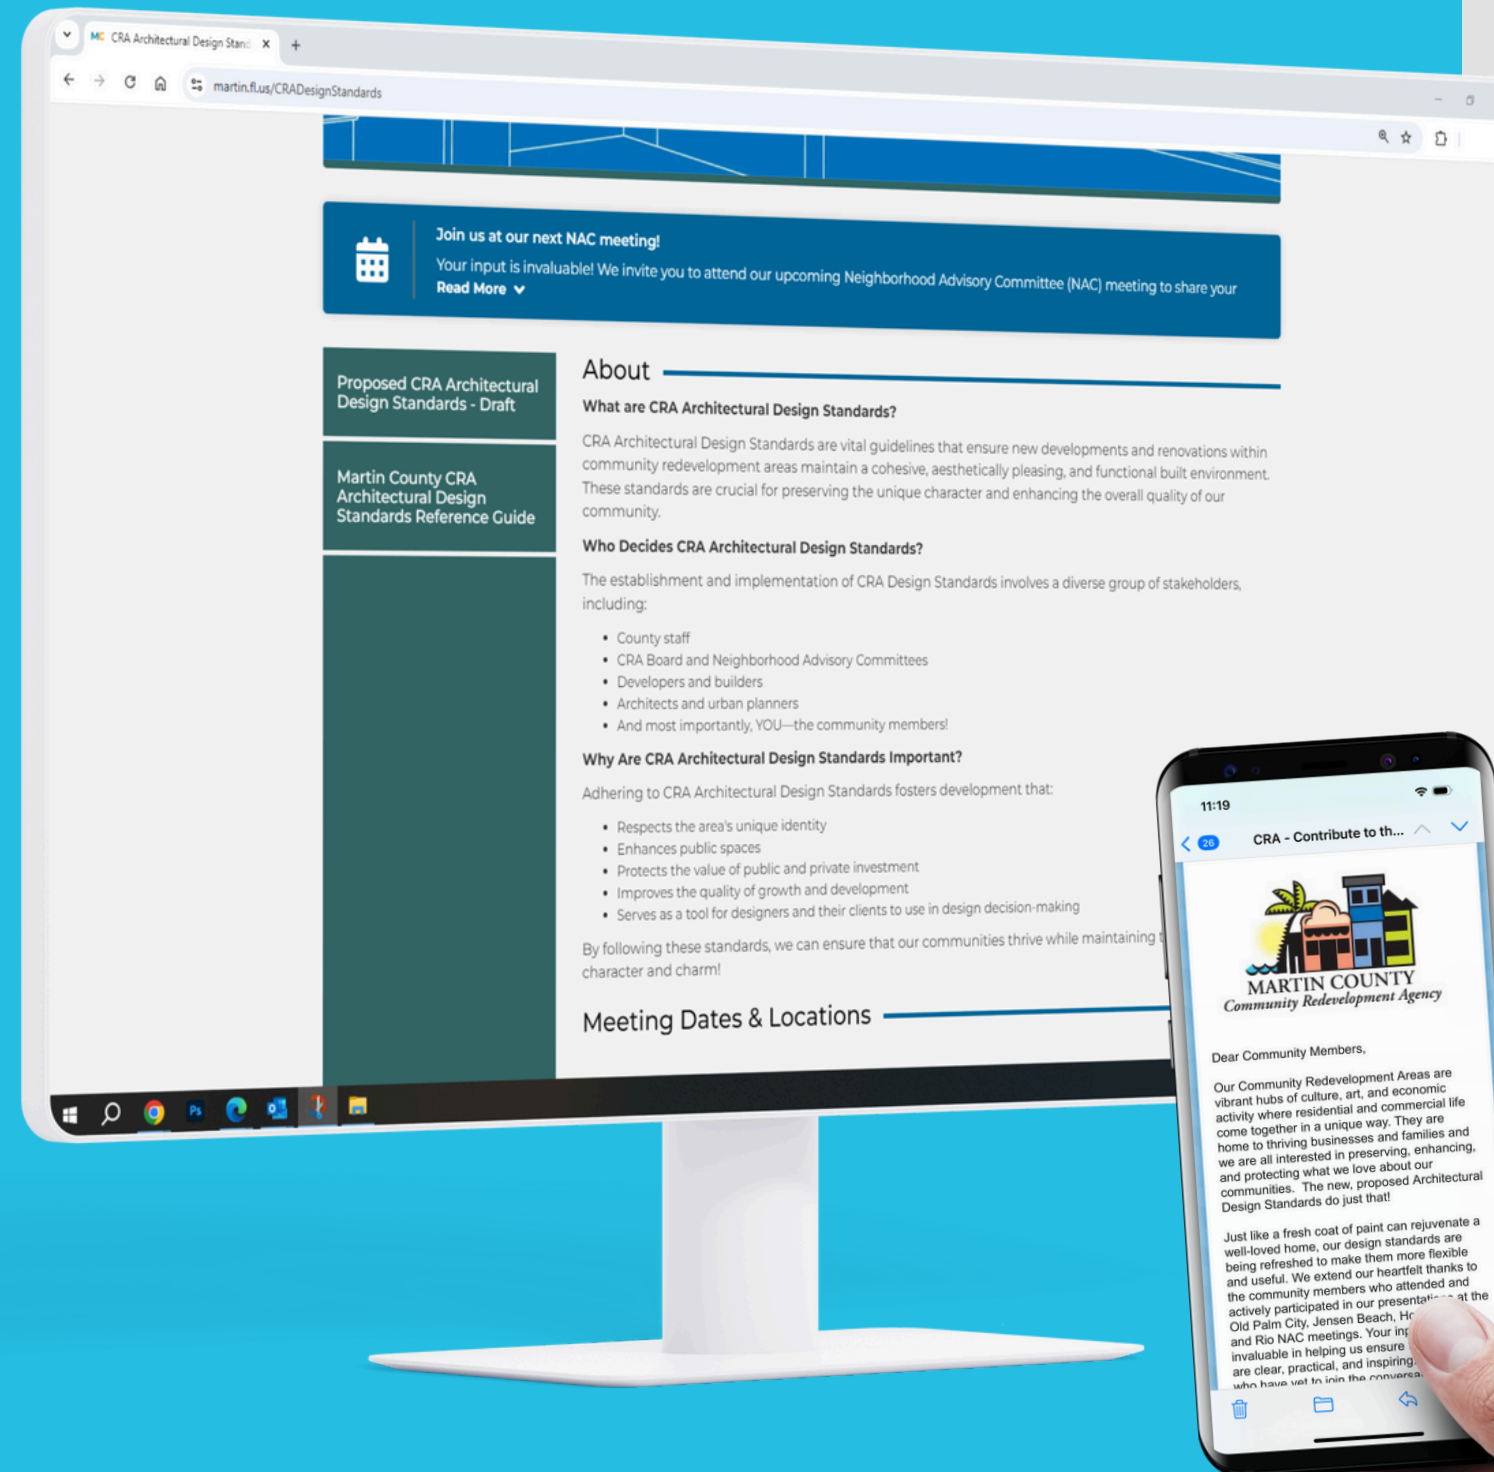 MC CRA Architectural Design Stand
martin.fl.us/CRADesignStandards
Join us at our next NAC meeting!
Your input is invaluable! We invite you to attend our upcoming Neighborhood Advisory Committee (NAC) meeting to share your
Read More
Proposed CRA Architectural
Design Standards - Draft
Martin County CRA
Architectural Design
Standards Reference Guide
About
What are CRA Architectural Design Standards?
CRA Architectural Design Standards are vital guidelines that ensure new developments and renovations within
community redevelopment areas maintain a cohesive, aesthetically pleasing, and functional built environment.
These standards are crucial for preserving the unique character and enhancing the overall quality of our
community.
Who Decides CRA Architectural Design Standards?
The establishment and implementation of CRA Design Standards involves a diverse group of stakeholders,
including:
• County staff
• CRA Board and Neighborhood Advisory Committees
• Developers and builders
• Architects and urban planners
• And most importantly, YOU—the community members!
Why Are CRA Architectural Design Standards Important?
Adhering to CRA Architectural Design Standards fosters development that:
• Respects the area's unique identity
• Enhances public spaces
• Protects the value of public and private investment
• Improves the quality of growth and development
• Serves as a tool for designers and their clients to use in design decision-making
By following these standards, we can ensure that our communities thrive while maintaining
character and charm!
Meeting Dates & Locations
Ps
11:19
26 CRA - Contribute to th...
MARTIN COUNTY
Community Redevelopment Agency
Dear Community Members,
Our Community Redevelopment Areas are
vibrant hubs of culture, art, and economic
activity where residential and commercial life
come together in a unique way. They are
home to thriving businesses and families and
we are all interested in preserving, enhancing,
and protecting what we love about our
communities. The new, proposed Architectural
Design Standards do just that!
Just like a fresh coat of paint can rejuvenate a
well-loved home, our design standards are
being refreshed to make them more flexible
and useful. We extend our heartfelt thanks to
the community members who attended and
actively participated in our presentations at the
Old Palm City, Jensen Beach,
and Rio NAC meetings. Your
invaluable in helping us ensure
are clear, practical, and inspiring.
who have yet to join the